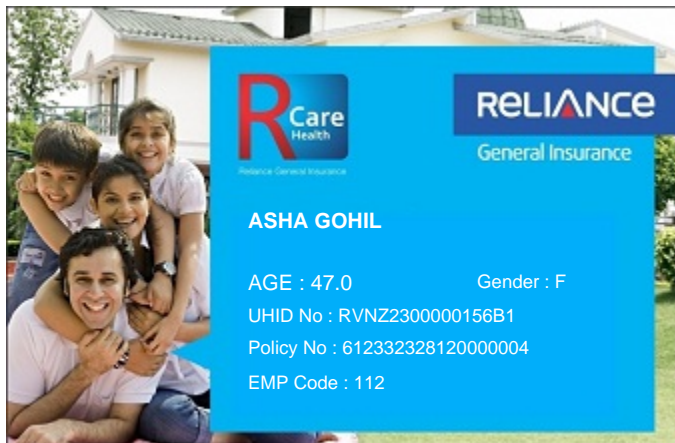 R Care
Health
Reliance General Insurance
RELIANCE
General Insurance
ASHA GOHIL
AGE : 47.0 Gender : F
UHID No : RVNZ2300000156B1
Policy No : 612332328120000004
EMP Code : 112